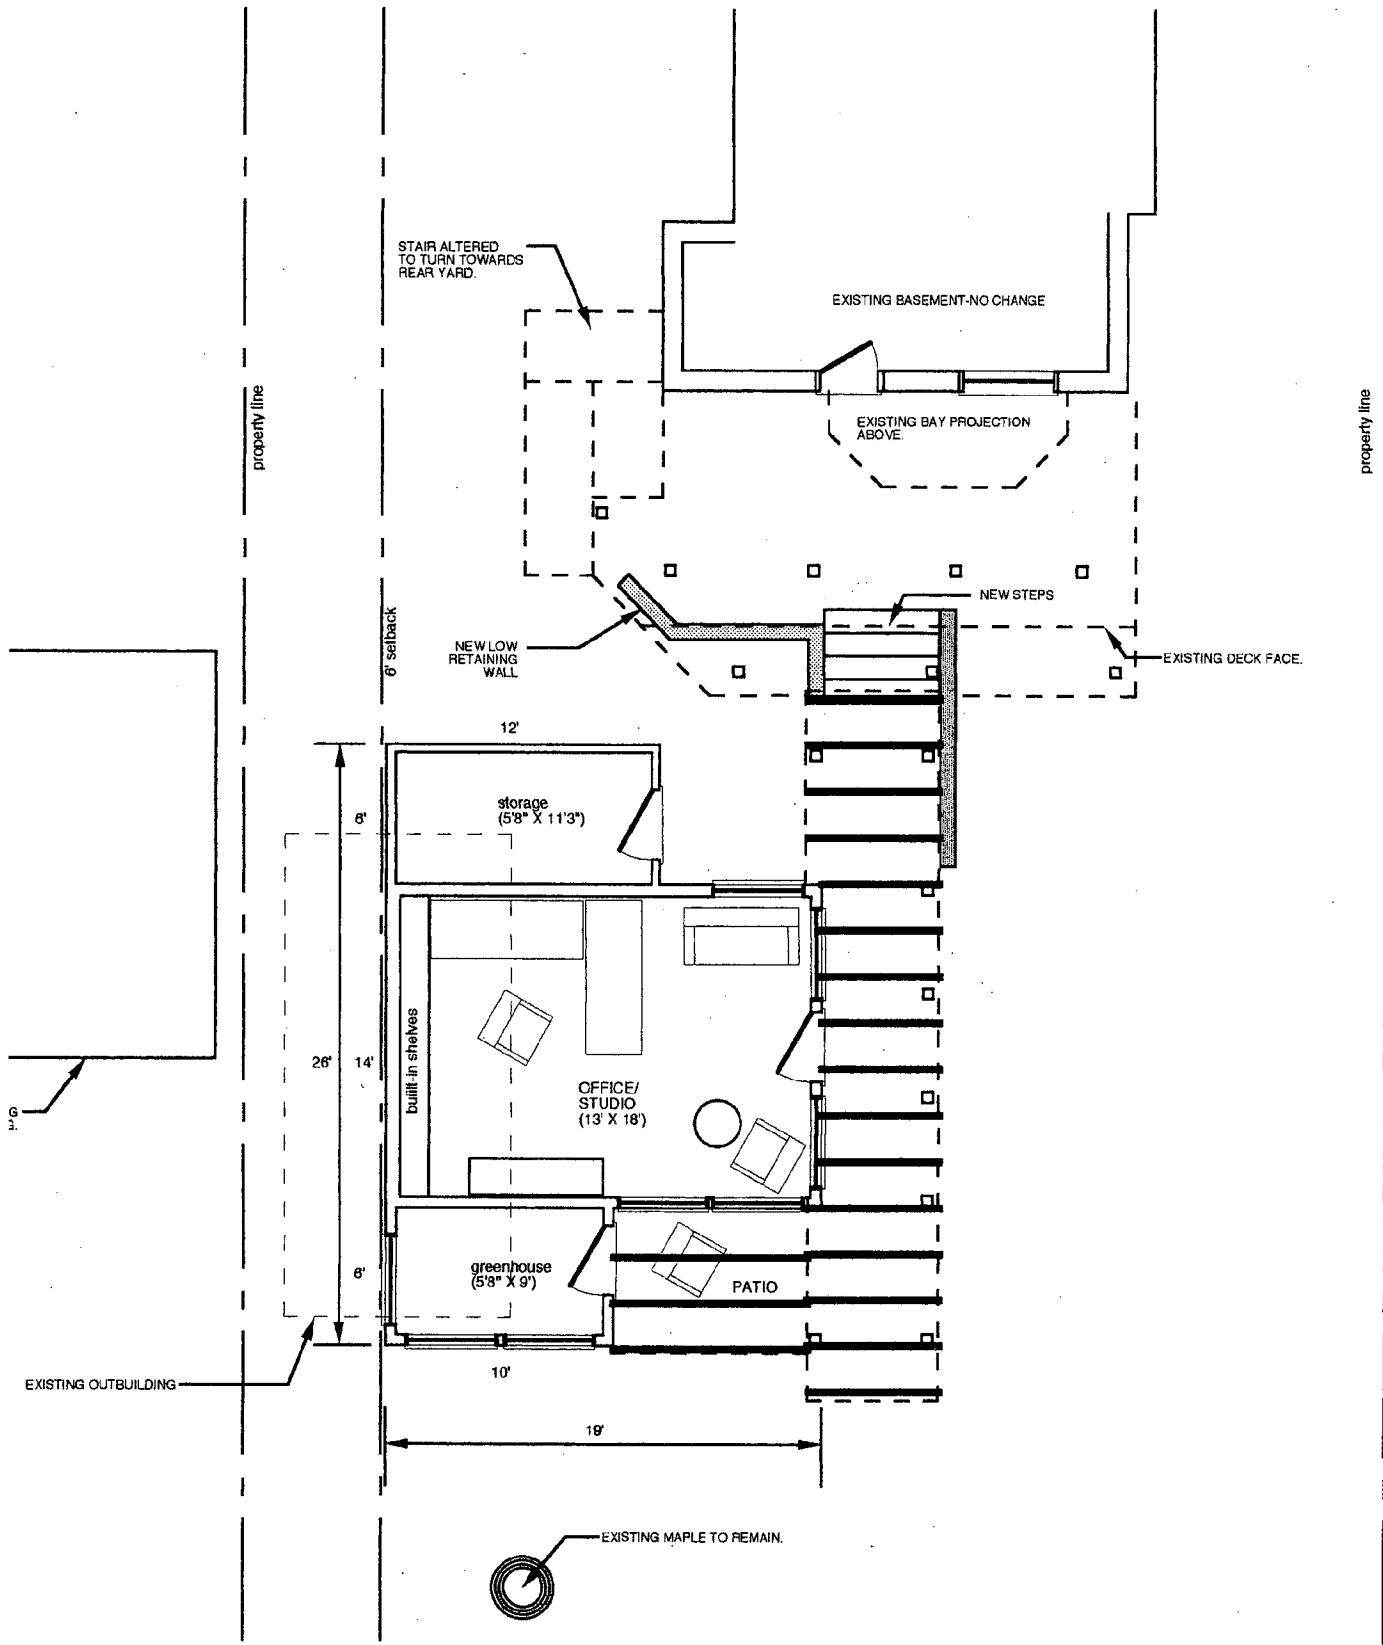 STAIR ALTERED
TO TURN TOWARDS
REAR YARD.
EXISTING BASEMENT-NO CHANGE
property line
property line
EXISTING BAY PROJECTION
ABOVE.
NEW STEPS
6' setback
NEW LOW
RETAINING
WALL
EXISTING DECK FACE.
12'
storage
(5'8" X 11'3")
6'
26'
14'
built-in shelves
OFFICE/
STUDIO
(13' X 18')
G
greenhouse
(5'8" X 9')
6'
PATIO
EXISTING OUTBUILDING
10'
19'
EXISTING MAPLE TO REMAIN.